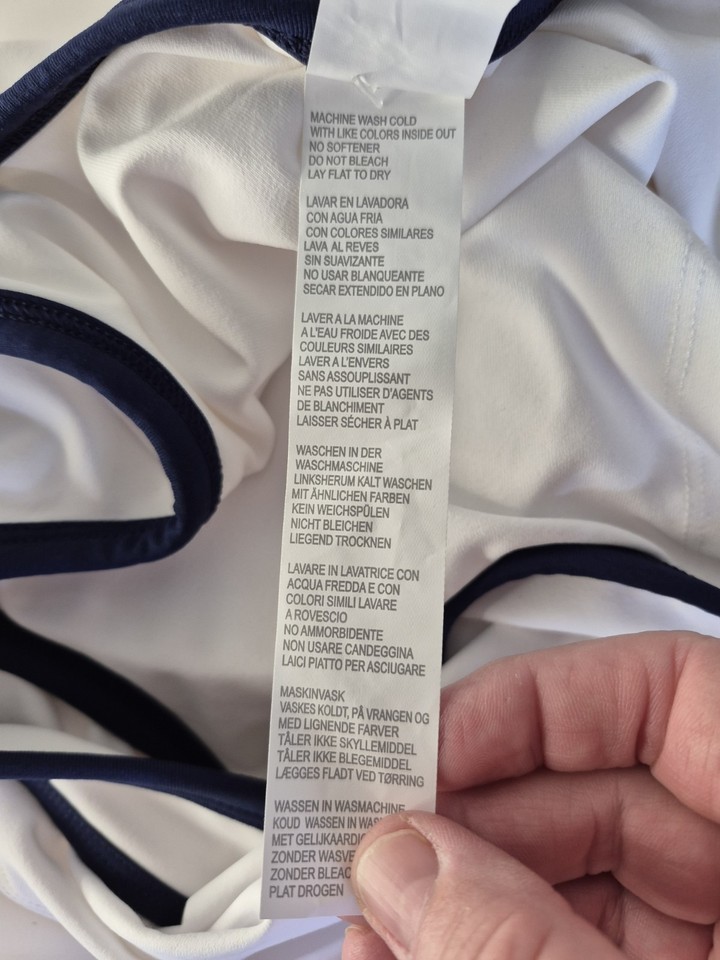 MACHINE WASH COLD
WITH LIKE COLORS INSIDE OUT
NO SOFTENER
DO NOT BLEACH
LAY FLAT TO DRY
LAVAR EN LAVADORA
CON AGUA FRIA
CON COLORES SIMILARES
LAVA AL REVES
SIN SUAVIZANTE
NO USAR BLANQUEANTE
SECAR EXTENDIDO EN PLANO
LAVER A LA MACHINE
A L'EAU FROIDE AVEC DES
COULEURS SIMILAIRES
LAVER A L'ENVERS
SANS ASSOUPLISSANT
NE PAS UTILISER D'AGENTS
DE BLANCHIMENT
LAISSER SÉCHER À PLAT
WASCHEN IN DER
WASCHMASCHINE
LINKSHERUM KALT WASCHEN
MIT ÄHNLICHEN FARBEN
KEIN WEICHSPÜLEN
NICHT BLEICHEN
LIEGEND TROCKNEN
LAVARE IN LAVATRICE CON
ACQUA FREDDA E CON
COLORI SIMILI LAVARE
A ROVESCIO
NO AMMORBIDENTE
NON USARE CANDEGGINA
LAICI PIATTO PER ASCIUGARE
MASKINVASK
VASKES KOLDT, PÅ VRANGEN OG
MED LIGNENDE FARVER
TÅLER IKKE SKYLLEMIDDEL
TÅLER IKKE BLEGEMIDDEL
LÆGGES FLADT VED TØRRING
WASSEN IN WASMACHINE
KOUD WASSEN IN
MET
ZONDER
ZONDER
PLAT DROGEN